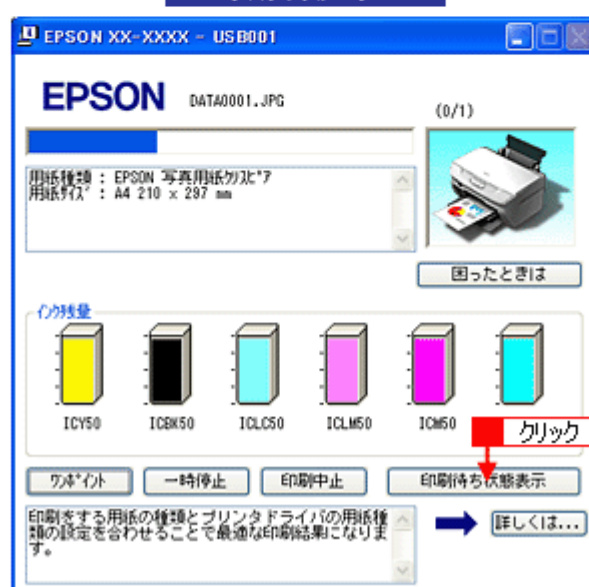 EPSON XX-XXXX - USB001
EPSON
DATA0001.JPG
(0/1)
用紙種類 : EPSON 写真用紙クリスピア
用紙サイズ : A4 210 x 297 mm
困ったときは
インク残量
ICY50
ICBK50
ICLC50
ICLM50
ICM50
クリック
ワンポイント
一時停止
印刷中止
印刷待ち状態表示
印刷をする用紙の種類とプリンタドライバの用紙種
類の設定を合わせることで最適な印刷結果になりま
す。
詳しくは...